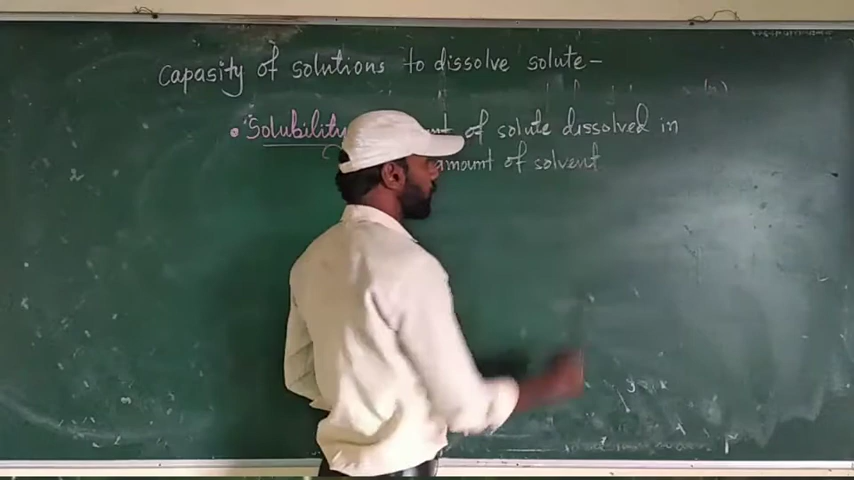 Capasity of solutions to dissolve solute-
• Solubility of solute dissolved in
amount of solvent